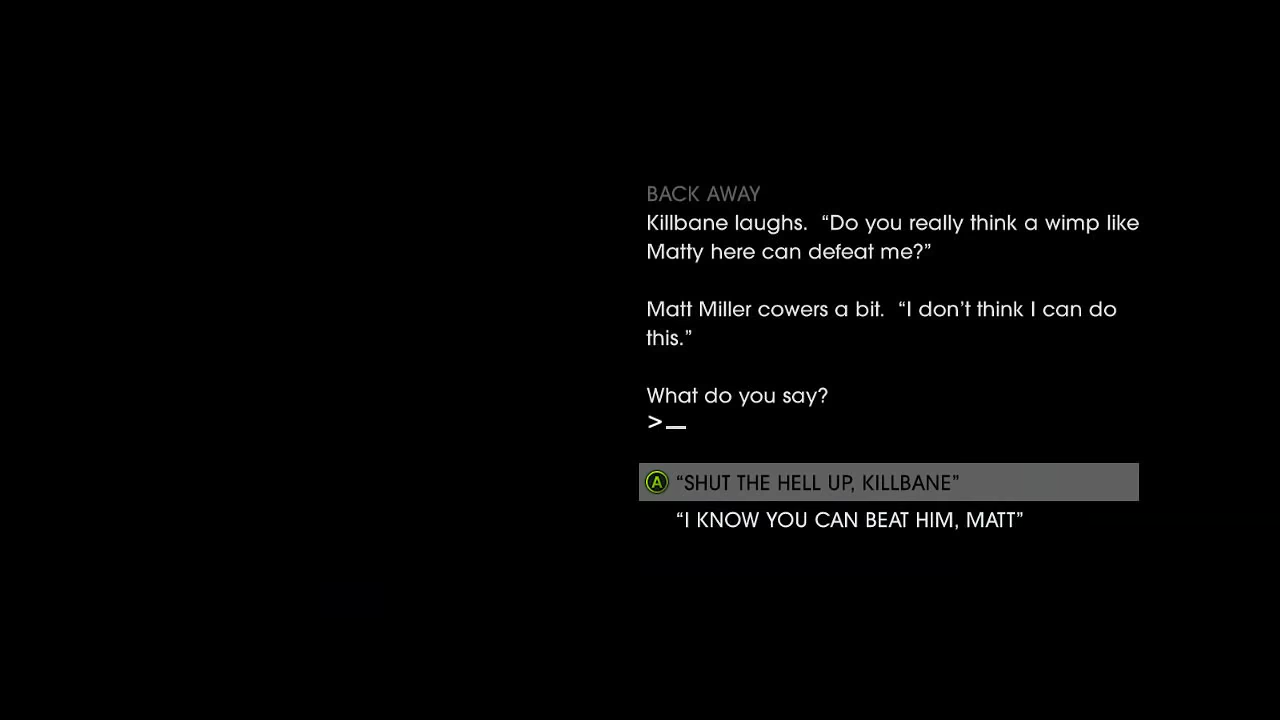 BACK AWAY
Killbane laughs.  “Do you really think a wimp like
Matty here can defeat me?”
Matt Miller cowers a bit.  “I don’t think I can do
this.”
What do you say?
>_
A “SHUT THE HELL UP, KILLBANE”
“I KNOW YOU CAN BEAT HIM, MATT”